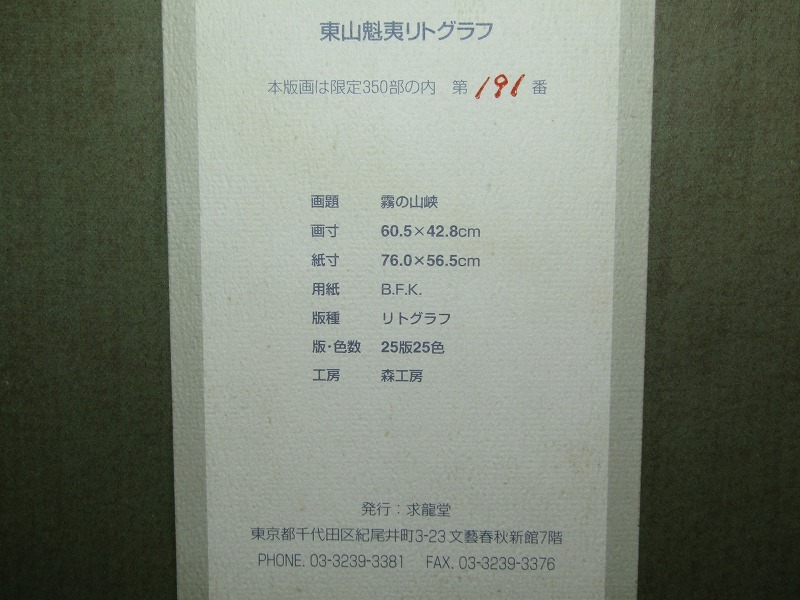 東山魁夷リトグラフ
本版画は限定350部の内 第191番
画題 霧の山峡
画寸 60.5×42.8cm
紙寸 76.0×56.5cm
用紙 B.F.K.
版種 リトグラフ
版・色数 25版25色
工房 森工房
発行：求龍堂
東京都千代田区紀尾井町3-23 文藝春秋新館7階
PHONE. 03-3239-3381 FAX. 03-3239-3376